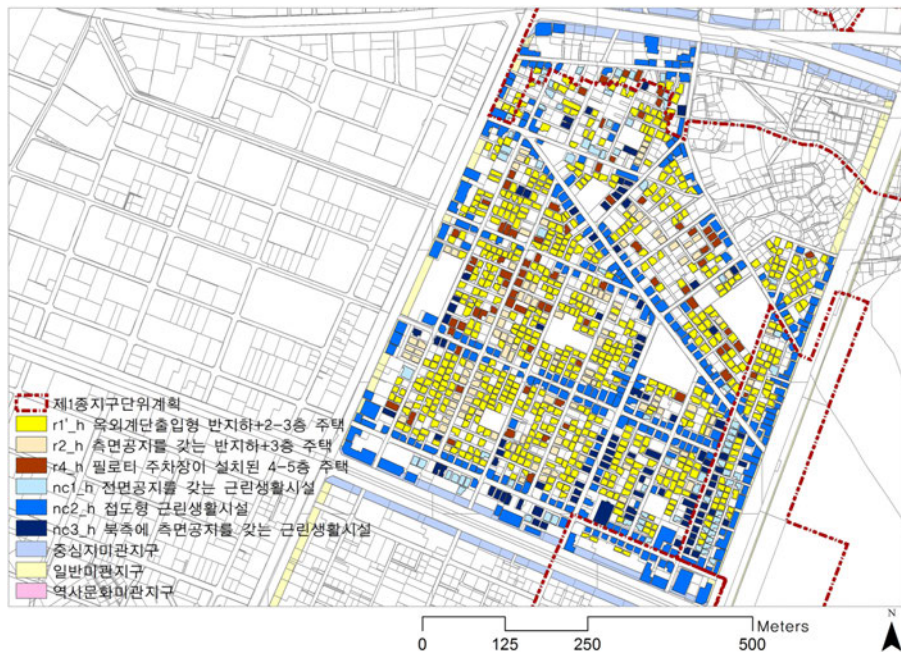 제1종지구단위계획
r1'_h 옥외계단출입형 반지하+2-3층 주택
r2_h 측면공지를 갖는 반지하+3층 주택
r4_h 필로티 주차장이 설치된 4-5층 주택
nc1_h 전면공지를 갖는 근린생활시설
nc2_h 접도형 근린생활시설
nc3_h 북측에 측면공지를 갖는 근린생활시설
중심지미관지구
일반미관지구
역사문화미관지구
Meters
0 125 250 500
N